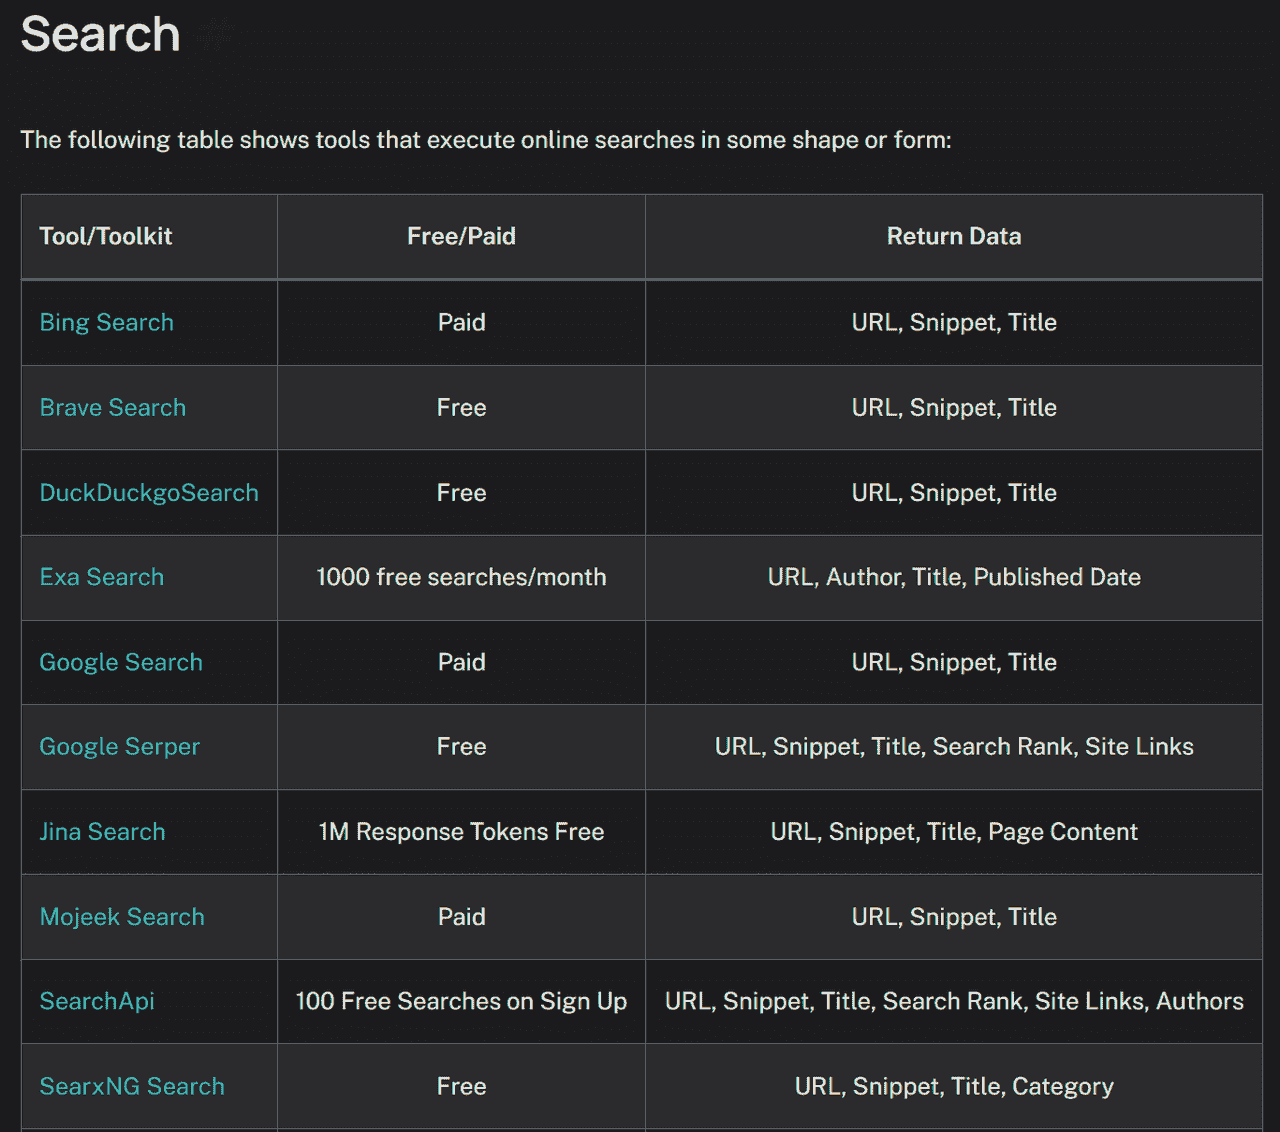 Search
The following table shows tools that execute online searches in some shape or form:
Tool/Toolkit Free/Paid Return Data
Bing Search Paid URL, Snippet, Title
Brave Search Free URL, Snippet, Title
DuckDuckgoSearch Free URL, Snippet, Title
Exa Search 1000 free searches/month URL, Author, Title, Published Date
Google Search Paid URL, Snippet, Title
Google Serper Free URL, Snippet, Title, Search Rank, Site Links
Jina Search 1M Response Tokens Free URL, Snippet, Title, Page Content
Mojeek Search Paid URL, Snippet, Title
SearchApi 100 Free Searches on Sign Up URL, Snippet, Title, Search Rank, Site Links, Authors
SearxNG Search Free URL, Snippet, Title, Category